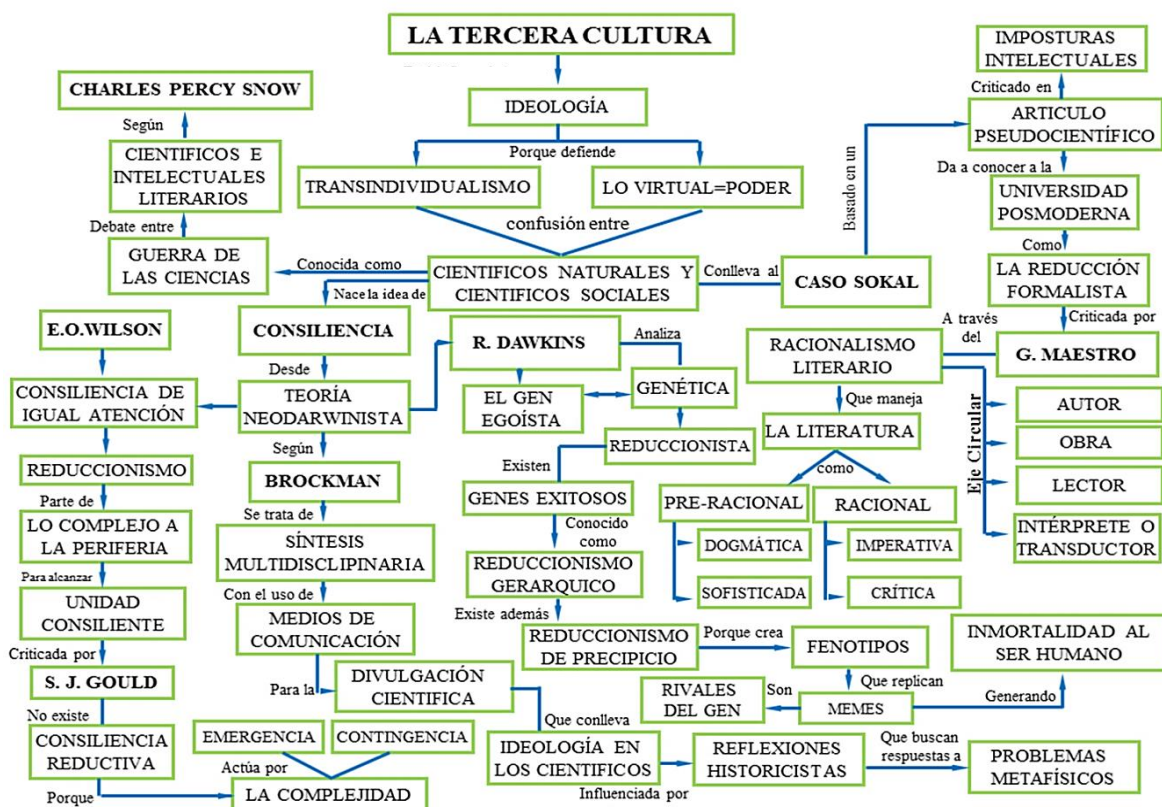 LA TERCERA CULTURA
IDEOLOGÍA
Porque defiende
TRANSINDIVIDUALISMO
LO VIRTUAL=PODER
confusión entre
CIENTIFICOS NATURALES Y
CIENTIFICOS SOCIALES
Conocida como
GUERRA DE
LAS CIENCIAS
Debate entre
CIENTIFICOS E
INTELECTUALES
LITERARIOS
Según
CHARLES PERCY SNOW
Conlleva al
CASO SOKAL
Basado en un
ARTICULO
PSEUDOCIENTÍFICO
Criticado en
IMPOSTURAS
INTELECTUALES
Da a conocer a la
UNIVERSIDAD
POSMODERNA
Como
LA REDUCCIÓN
FORMALISTA
Criticada por
G. MAESTRO
A través
del
RACIONALISMO
LITERARIO
Eje Circular
AUTOR
OBRA
LECTOR
INTÉRPRETE O
TRANSDUCTOR
Que maneja
LA LITERATURA
como
PRE-RACIONAL
DOGMÁTICA
SOFISTICADA
RACIONAL
IMPERATIVA
CRÍTICA
Nace la idea de
CONSILIENCIA
Desde
TEORÍA
NEODARWINISTA
E.O.WILSON
CONSILIENCIA DE
IGUAL ATENCIÓN
REDUCCIONISMO
Parte de
LO COMPLEJO A
LA PERIFERIA
Para alcanzar
UNIDAD
CONSILIENTE
Criticada por
S. J. GOULD
No existe
CONSILIENCIA
REDUCTIVA
Porque
LA COMPLEJIDAD
Actúa por
EMERGENCIA
CONTINGENCIA
Según
BROCKMAN
Se trata de
SÍNTESIS
MULTIDISCLIPINARIA
Con el uso de
MEDIOS DE
COMUNICACIÓN
Para la
DIVULGACIÓN
CIENTIFICA
Que conlleva
IDEOLOGÍA EN
LOS CIENTIFICOS
Influenciada por
REFLEXIONES
HISTORICISTAS
Que buscan
respuestas a
PROBLEMAS
METAFÍSICOS
R. DAWKINS
Analiza
EL GEN
EGOÍSTA
GENÉTICA
REDUCCIONISTA
Existen
GENES EXITOSOS
Conocido
como
REDUCCIONISMO
GERARQUICO
Existe además
REDUCCIONISMO
DE PRECIPICIO
Porque crea
FENOTIPOS
Que replican
MEMES
Son
RIVALES
DEL GEN
Generando
INMORTALIDAD AL
SER HUMANO